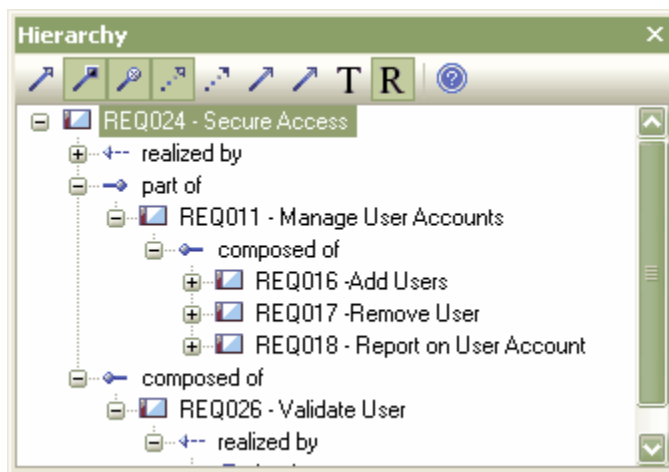 Hierarchy
T R
REQ024 - Secure Access
realized by
part of
REQ011 - Manage User Accounts
composed of
REQ016 -Add Users
REQ017 -Remove User
REQ018 - Report on User Account
composed of
REQ026 - Validate User
realized by